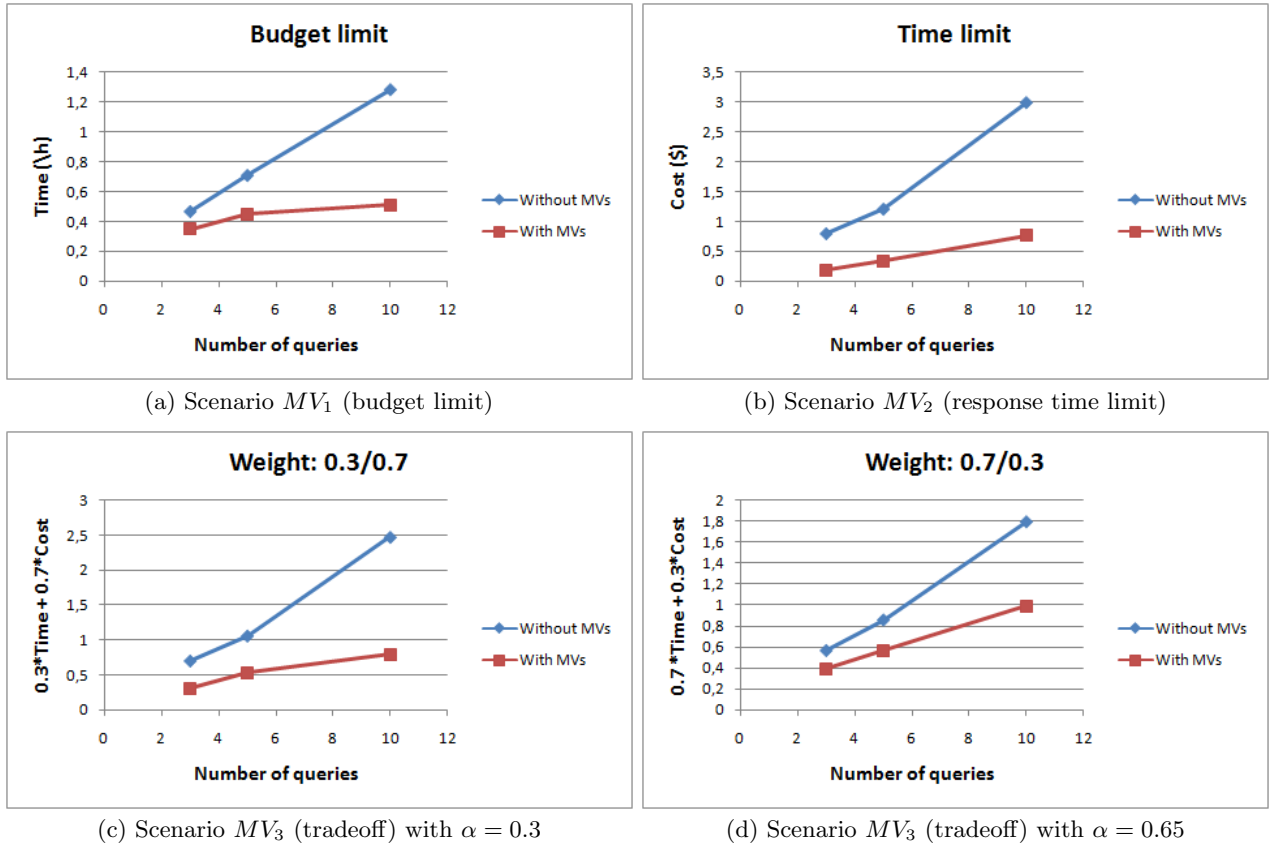 Budget limit
Time (\h)
1,4
1,2
1
0,8
0,6
0,4
0,2
0
0 2 4 6 8 10 12
Number of queries
Without MVs
With MVs
(a) Scenario MV₁ (budget limit)
Time limit
Cost ($)
3,5
3
2,5
2
1,5
1
0,5
0
0 2 4 6 8 10 12
Number of queries
Without MVs
With MVs
(b) Scenario MV₂ (response time limit)
Weight: 0.3/0.7
0.3*Time + 0.7*Cost
3
2,5
2
1,5
1
0,5
0
0 2 4 6 8 10 12
Number of queries
Without MVs
With MVs
(c) Scenario MV₃ (tradeoff) with α = 0.3
Weight: 0.7/0.3
0.7*Time + 0.3*Cost
2
1,8
1,6
1,4
1,2
1
0,8
0,6
0,4
0,2
0
0 2 4 6 8 10 12
Number of queries
Without MVs
With MVs
(d) Scenario MV₃ (tradeoff) with α = 0.65